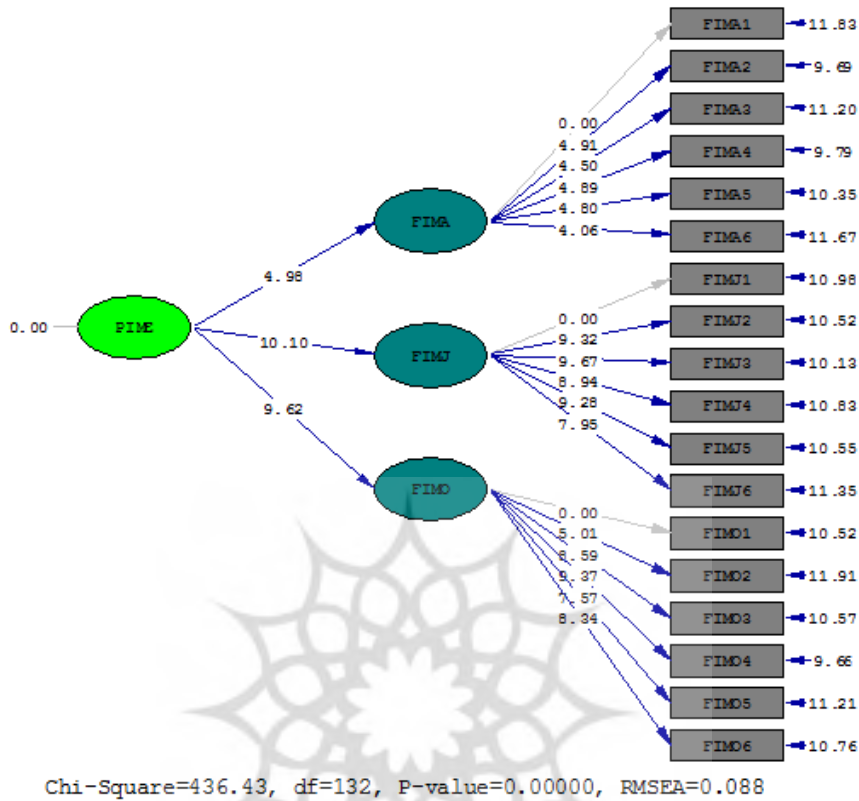 FIMA1 11.83
FIMA2 9.69
FIMA3 11.20
0.00
4.91
4.50
4.89
4.80
4.06
FIMA4 9.79
FIMA5 10.35
FIMA
FIMA6 11.67
4.98
FIMJ1 10.98
0.00 PIME
10.10
9.62
FIMJ
0.00
9.32
9.67
8.94
9.28
7.95
FIMJ2 10.52
FIMJ3 10.13
FIMJ4 10.83
FIMJ5 10.55
FIMJ6 11.35
FIMO
0.00
5.01
8.59
9.37
7.57
8.34
FIMO1 10.52
FIMO2 11.91
FIMO3 10.57
FIMO4 9.66
FIMO5 11.21
FIMO6 10.76
Chi-Square=436.43, df=132, P-value=0.00000, RMSEA=0.088